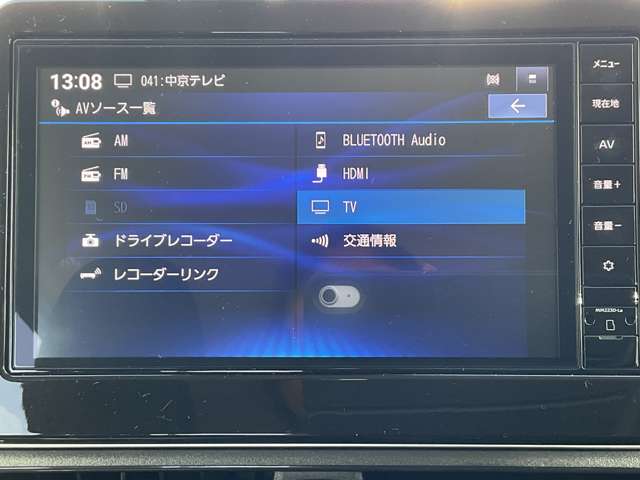 13:08 041:中京テレビ
AVソース一覧
AM
FM
SD
ドライブレコーダー
レコーダーリンク
BLUETOOTH Audio
HDMI
TV
交通情報
メニュー
現在地
AV
音量+
音量-
MM223D-Le